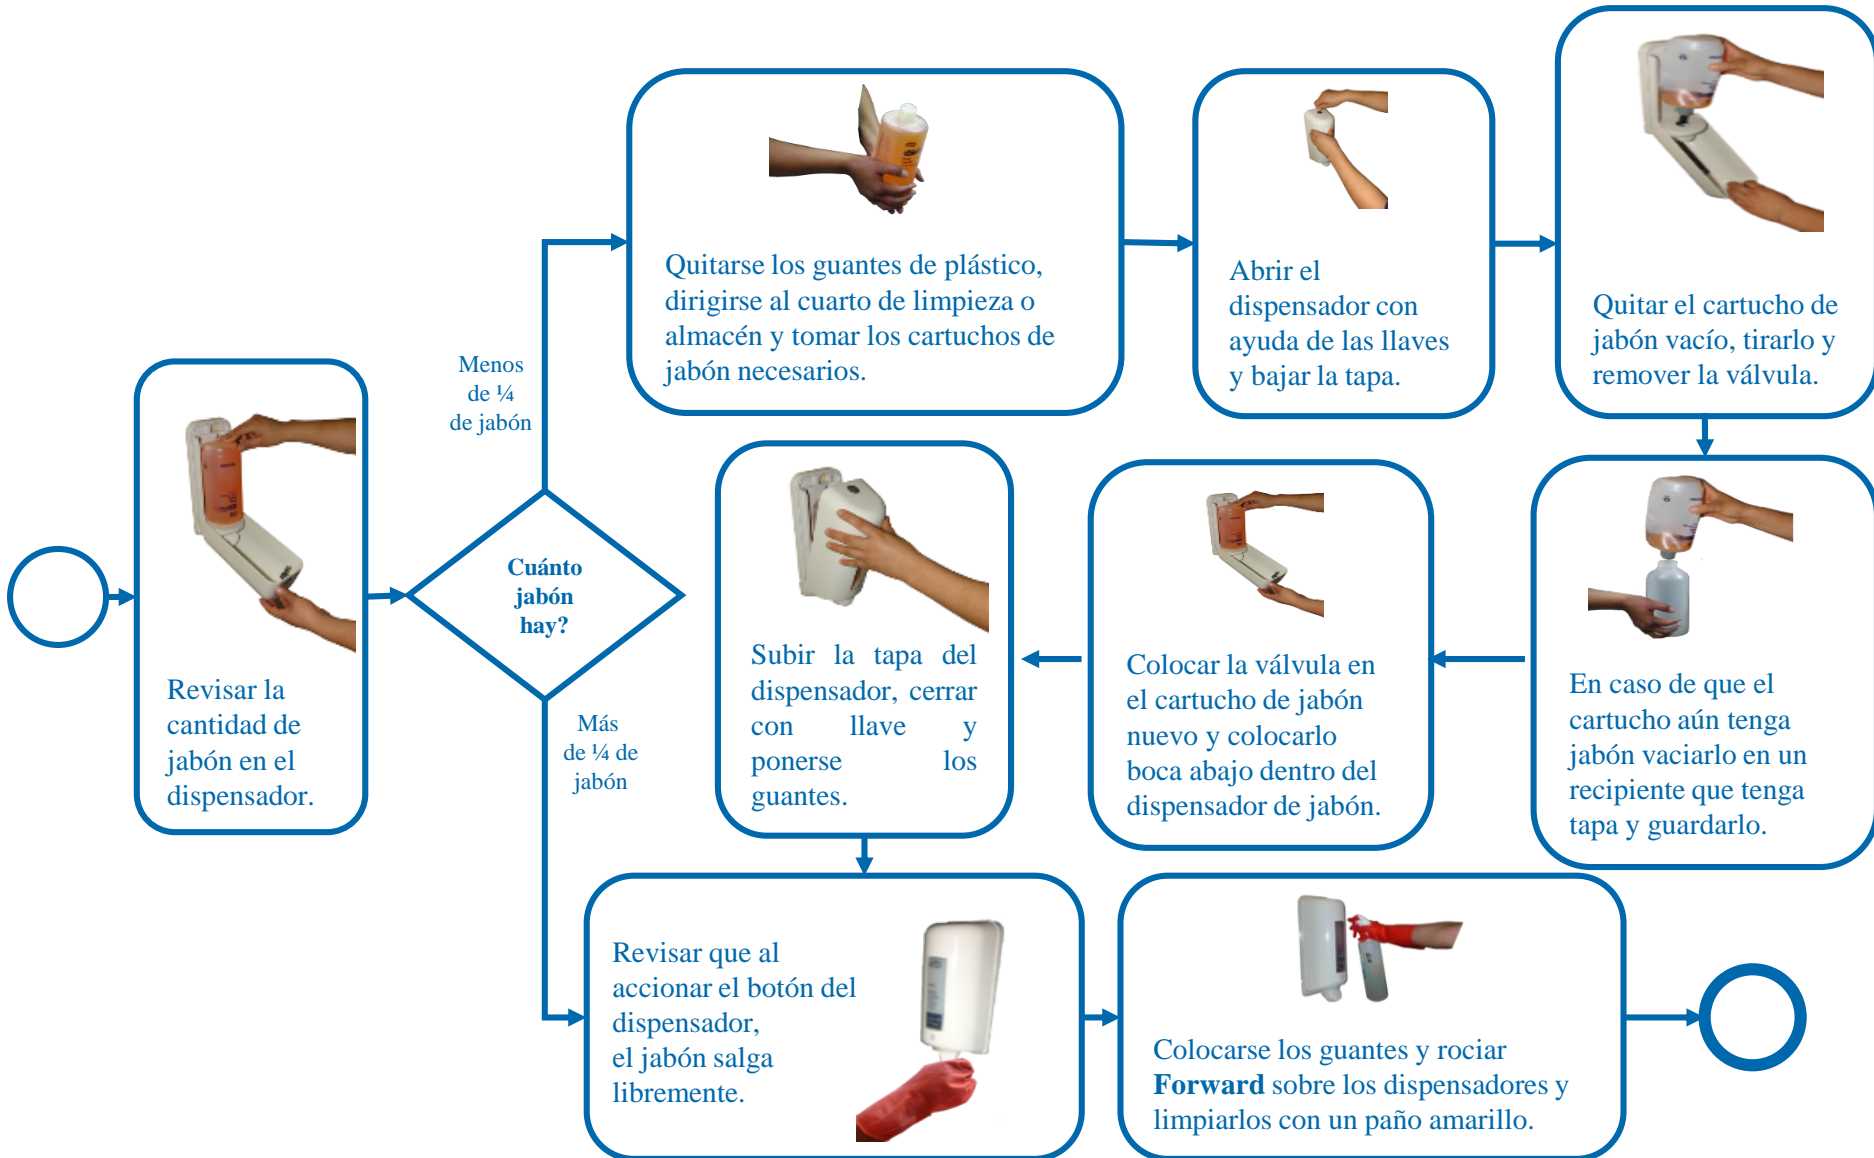 Revisar la
cantidad de
jabón en el
dispensador.
Cuánto
jabón
hay?
Menos
de ¼
de jabón
Quitarse los guantes de plástico,
dirigirse al cuarto de limpieza o
almacén y tomar los cartuchos de
jabón necesarios.
Abrir el
dispensador con
ayuda de las llaves
y bajar la tapa.
Quitar el cartucho de
jabón vacío, tirarlo y
remover la válvula.
En caso de que el
cartucho aún tenga
jabón vaciarlo en un
recipiente que tenga
tapa y guardarlo.
Colocar la válvula en
el cartucho de jabón
nuevo y colocarlo
boca abajo dentro del
dispensador de jabón.
Subir la tapa del
dispensador, cerrar
con llave y
ponerse los
guantes.
Más
de ¼ de
jabón
Revisar que al
accionar el botón del
dispensador,
el jabón salga
libremente.
Colocarse los guantes y rociar
Forward sobre los dispensadores y
limpiarlos con un paño amarillo.